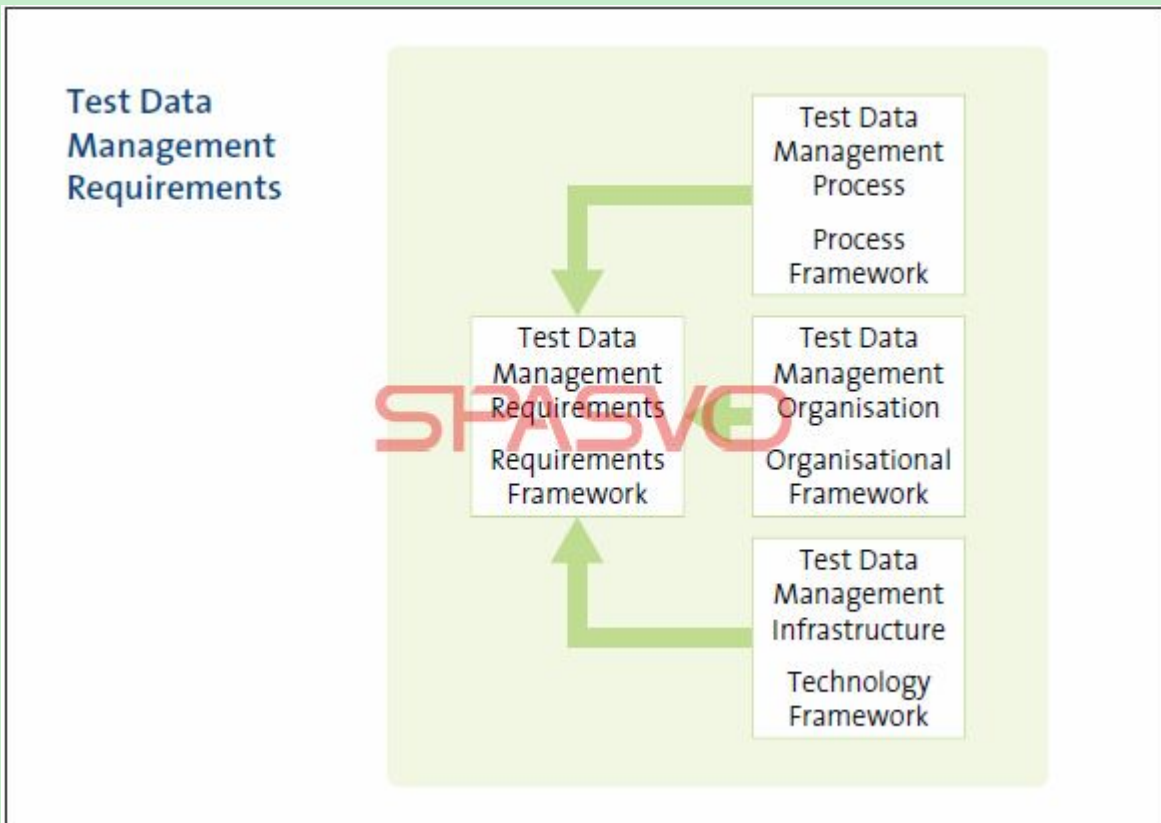 Test Data
Management
Requirements
Test Data
Management
Process
Process
Framework
Test Data
Management
Requirements
Requirements
Framework
Test Data
Management
Organisation
Organisational
Framework
Test Data
Management
Infrastructure
Technology
Framework
SPASVO